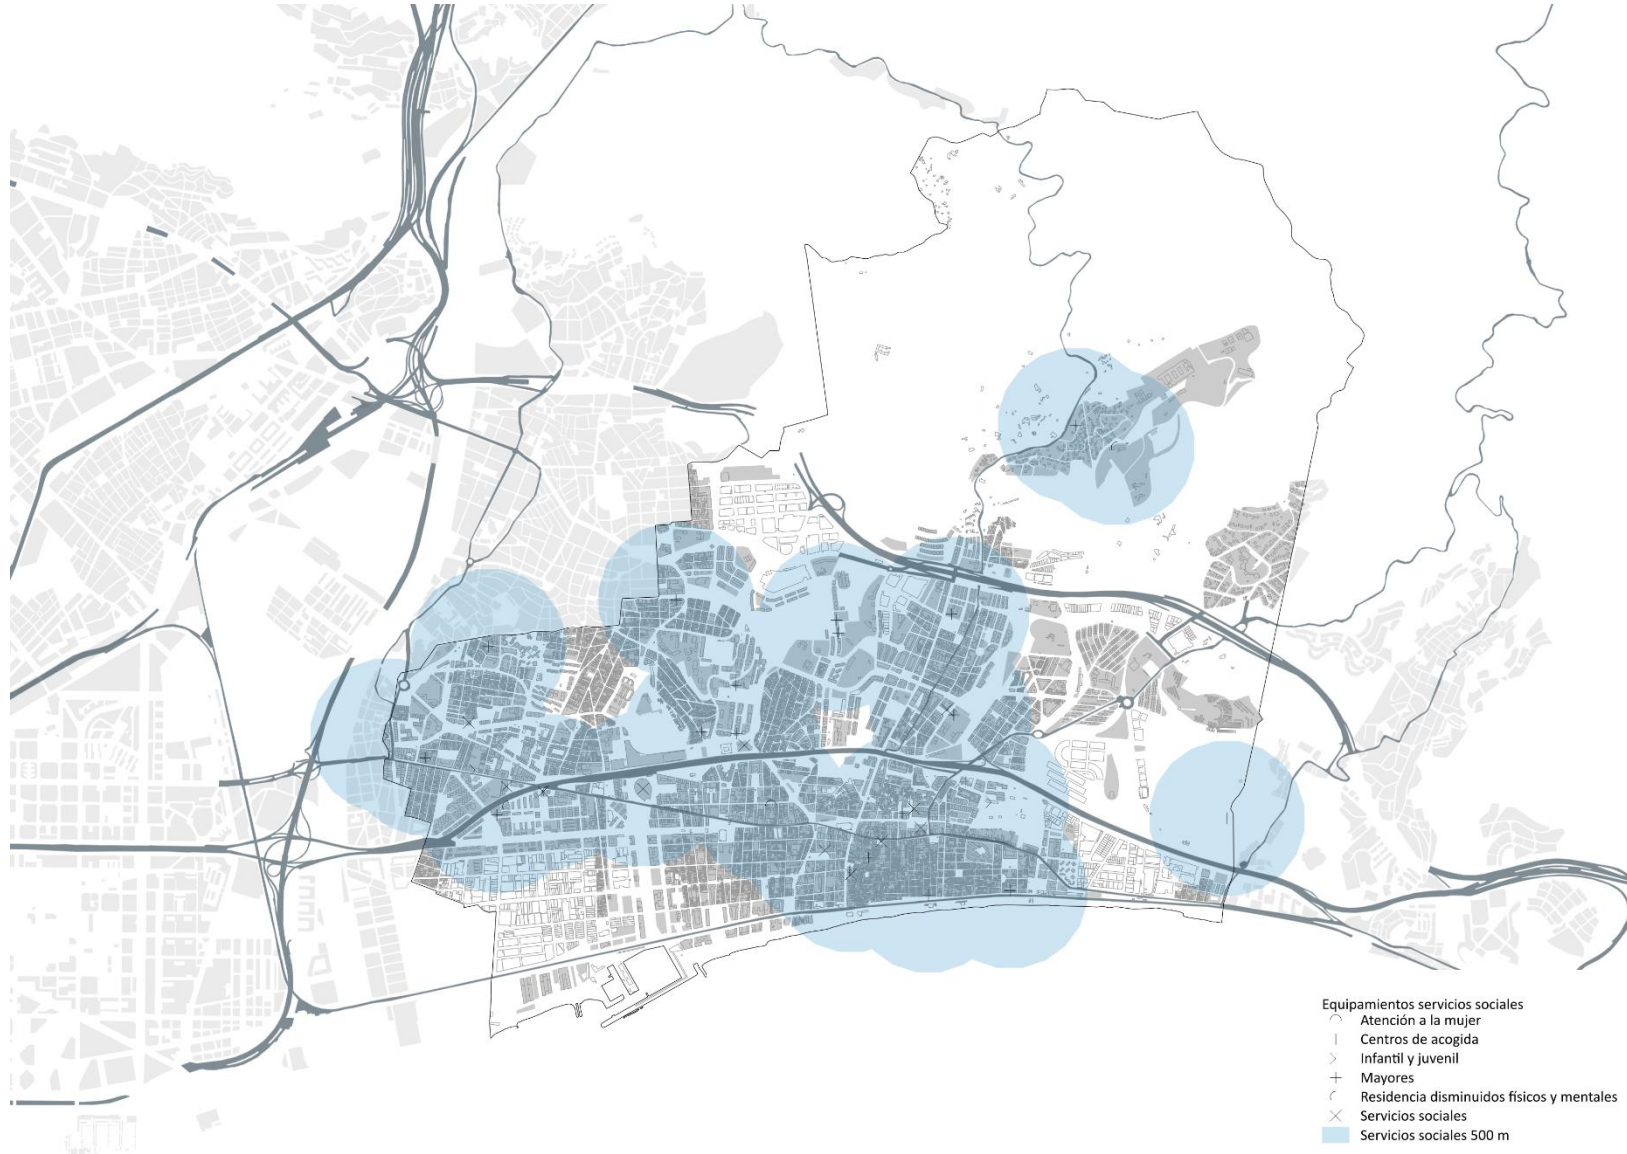 Equipamientos servicios sociales
Atención a la mujer
Centros de acogida
Infantil y juvenil
Mayores
Residencia disminuidos físicos y mentales
Servicios sociales
Servicios sociales 500 m